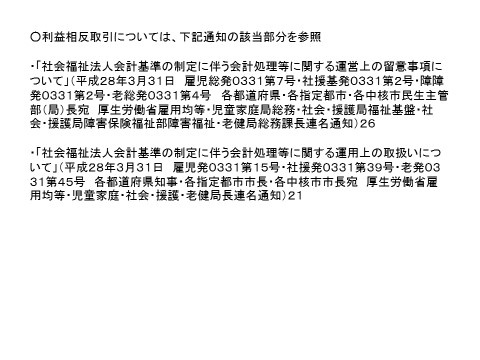 〇利益相反取引については、下記通知の該当部分を参照
・「社会福祉法人会計基準の制定に伴う会計処理等に関する運営上の留意事項に
ついて」（平成２８年３月３１日　雇児総発０３３１第７号・社援基発０３３１第２号・障障
発０３３１第２号・老総発０３３１第４号　各都道府県・各指定都市・各中核市民生主管
部（局）長宛　厚生労働省雇用均等・児童家庭局総務・社会・援護局福祉基盤・社
会・援護局障害保険福祉部障害福祉・老健局総務課長連名通知）２６
・「社会福祉法人会計基準の制定に伴う会計処理等に関する運用上の取扱いにつ
いて」（平成２８年３月３１日　雇児発０３３１第１５号・社援発０３３１第３９号・老発０３
３１第４５号　各都道府県知事・各指定都市市長・各中核市市長宛　厚生労働省雇
用均等・児童家庭・社会・援護・老健局長連名通知）２１